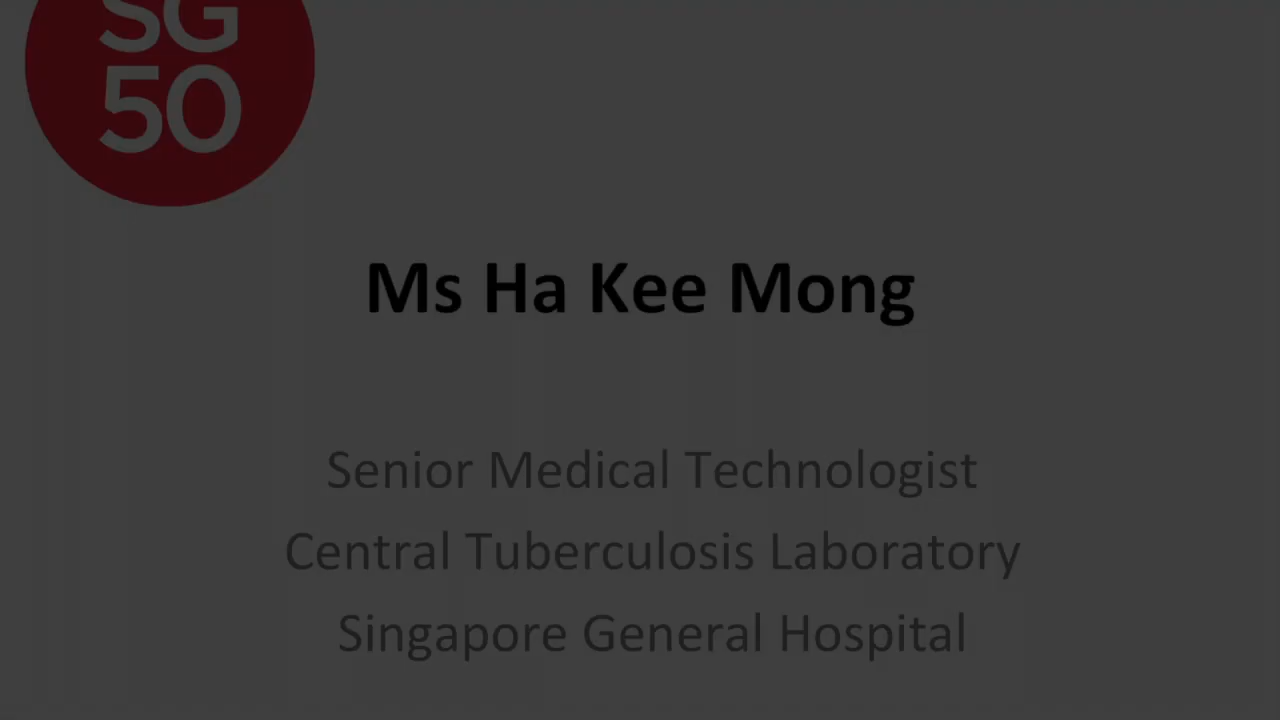 SG
50
Ms Ha Kee Mong
Senior Medical Technologist
Central Tuberculosis Laboratory
Singapore General Hospital